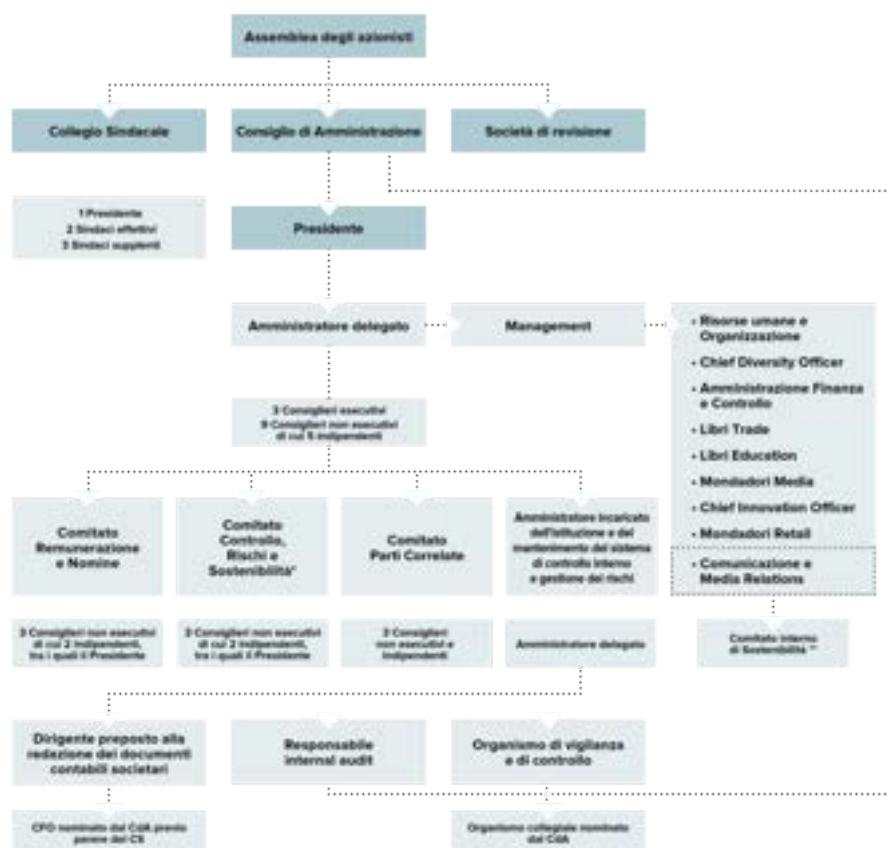 Assemblea degli azionisti
Collegio Sindacale
Consiglio di Amministrazione
Società di revisione
1 Presidente
2 Sindaci effettivi
3 Sindaci supplenti
Presidente
Amministratore delegato
Management
• Risorse umane e
Organizzazione
• Chief Diversity Officer
• Amministrazione Finanza
e Controllo
• Libri Trade
• Libri Education
• Mondadori Media
• Chief Innovation Officer
• Mondadori Retail
• Comunicazione e
Media Relations
3 Consiglieri esecutivi
9 Consiglieri non esecutivi
di cui 5 indipendenti
Comitato
Remunerazione
e Nomine
Comitato
Controllo,
Rischi e
Sostenibilità*
Comitato
Parti Correlate
Amministratore incaricato
dell'istituzione e del
mantenimento del sistema
di controllo interno
e gestione dei rischi
3 Consiglieri non esecutivi
di cui 2 indipendenti,
tra i quali il Presidente
3 Consiglieri non esecutivi
di cui 2 indipendenti,
tra i quali il Presidente
3 Consiglieri
non esecutivi e
indipendenti
Amministratore delegato
Comitato interno
di Sostenibilità **
Dirigente preposto alla
redazione dei documenti
contabili societari
Responsabile
internal audit
Organismo di vigilanza
e di controllo
CFO nominato dal CdA previo
parere del CS
Organismo collegiale nominato
dal CdA